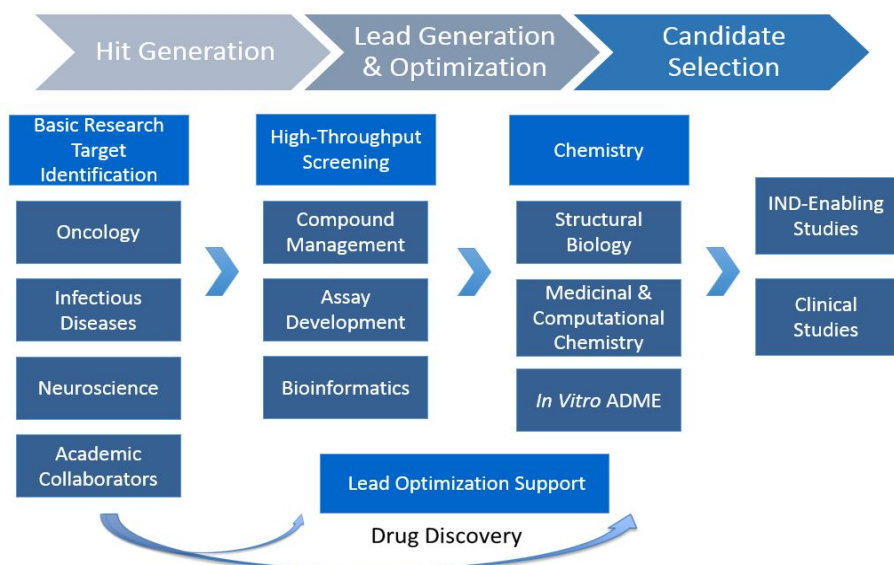 Hit Generation
Lead Generation
& Optimization
Candidate
Selection
Basic Research
Target
Identification
Oncology
Infectious
Diseases
Neuroscience
Academic
Collaborators
High-Throughput
Screening
Compound
Management
Assay
Development
Bioinformatics
Chemistry
Structural
Biology
Medicinal &
Computational
Chemistry
In Vitro ADME
IND-Enabling
Studies
Clinical
Studies
Lead Optimization Support
Drug Discovery